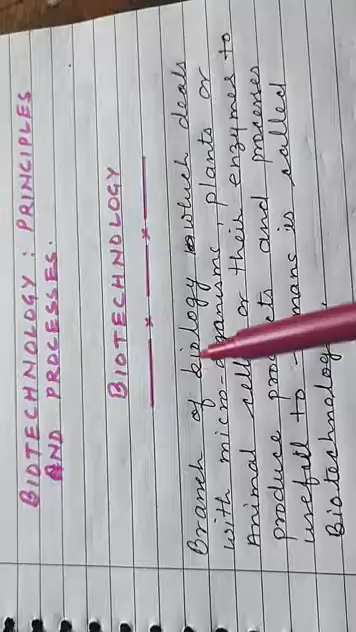 BIOTECHNOLOGY : PRINCIPLES
AND PROCESSES.
BIOTECHNOLOGY
Branch of biology which deals
with micro-organisms, plants or
Animal or their enzymes to
produce and processes
usefull to is called
Biotechnology.